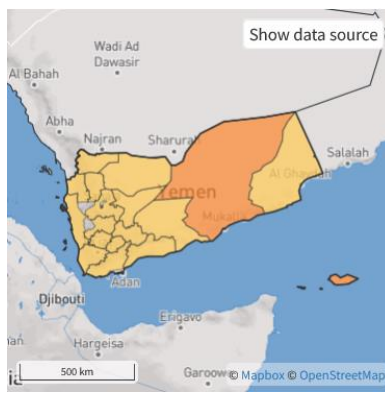 Show data source
Wadi Ad
Dawasir
Al Bahah
Abha
Najran
Sharurah
Salalah
Al Ghaydah
Yemen
Mukalla
Adan
Djibouti
Erigavo
Hargeisa
Garoowe
500 km
© Mapbox © OpenStreetMap